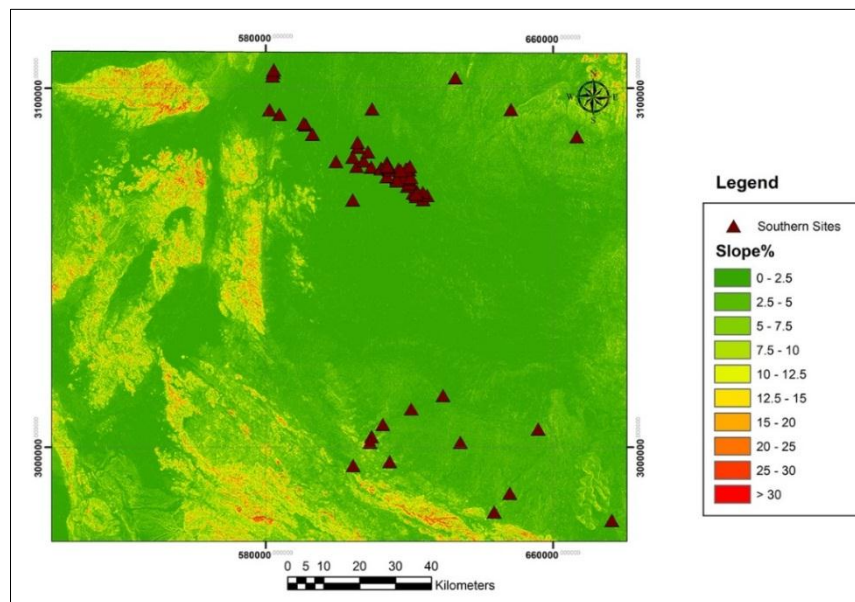 580000 660000
3100000 3100000
N
W E
S
Legend
Southern Sites
Slope%
0 - 2.5
2.5 - 5
5 - 7.5
7.5 - 10
10 - 12.5
12.5 - 15
15 - 20
20 - 25
25 - 30
> 30
3000000 3000000
580000 660000
0 5 10 20 30 40
Kilometers